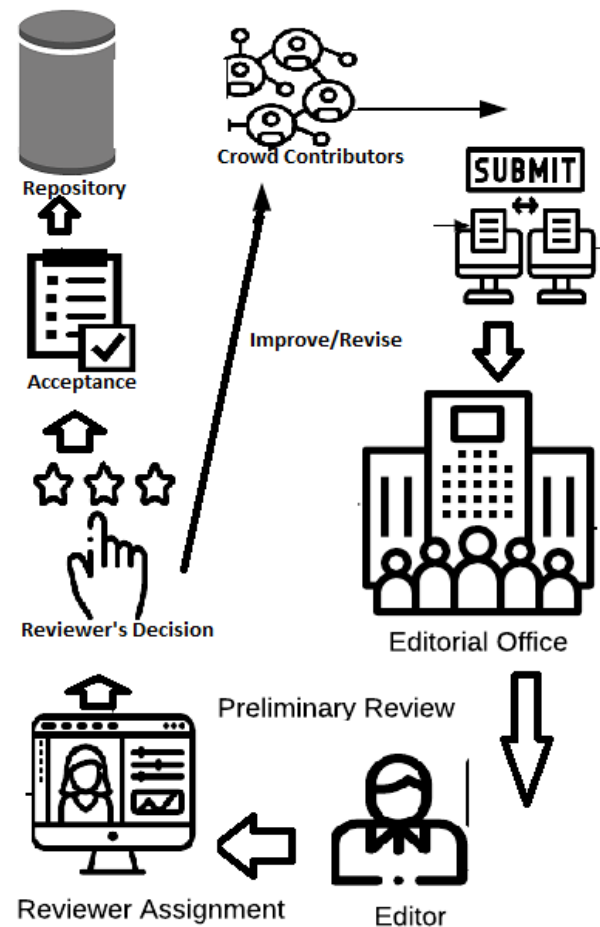 Repository
Crowd Contributors
SUBMIT
Improve/Revise
Acceptance
Reviewer's Decision
Editorial Office
Preliminary Review
Reviewer Assignment
Editor